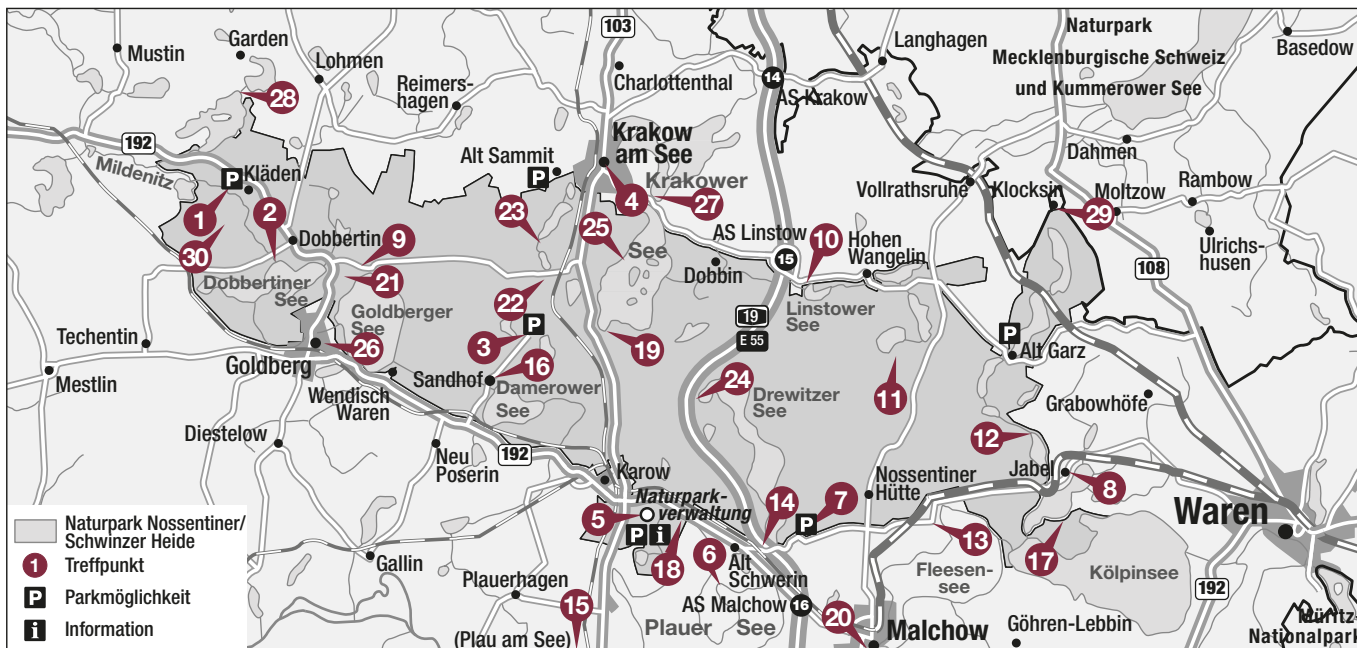 Mustin
Garden
Lohmen
Reimers-
hagen
103
Charlottenthal
14
AS Krakow
Langhagen
Naturpark
Mecklenburgische Schweiz
und Kummerower See
Basedow
28
192
Mildenitz
P
Kläden
Alt Sammit
P
Krakow
am See
Krakower
Vollrathsruhe
Klocksin
Dahmen
Moltzow
Rambow
1
2
30
Dobbertin
9
23
4
25
27
See
AS Linstow
15
10
Hohen
Wangelin
29
Ulrichs-
husen
Dobbertiner
See
21
22
Dobbin
Linstower
See
108
Goldberger
See
Techentin
Mestlin
Goldberg
26
3
P
19
19
E 55
P
Alt Garz
Wendisch
Waren
Sandhof
16
Damerower
See
24
Drewitzer
See
11
Grabowhöfe
Diestelow
Neu
Poserin
192
12
Karow
Nossentiner
Hütte
Jabel
8
Waren
Naturpark-
verwaltung
5
P
i
18
6
14
P
7
13
17
Alt
Schwerin
Fleesen-
see
Kölpinsee
192
Gallin
Plauerhagen
15
(Plau am See)
Plauer See
AS Malchow
16
20
Malchow
Göhren-Lebbin
Müritz-
Nationalpark
Naturpark Nossentiner/
Schwinzer Heide
1 Treffpunkt
P Parkmöglichkeit
i Information